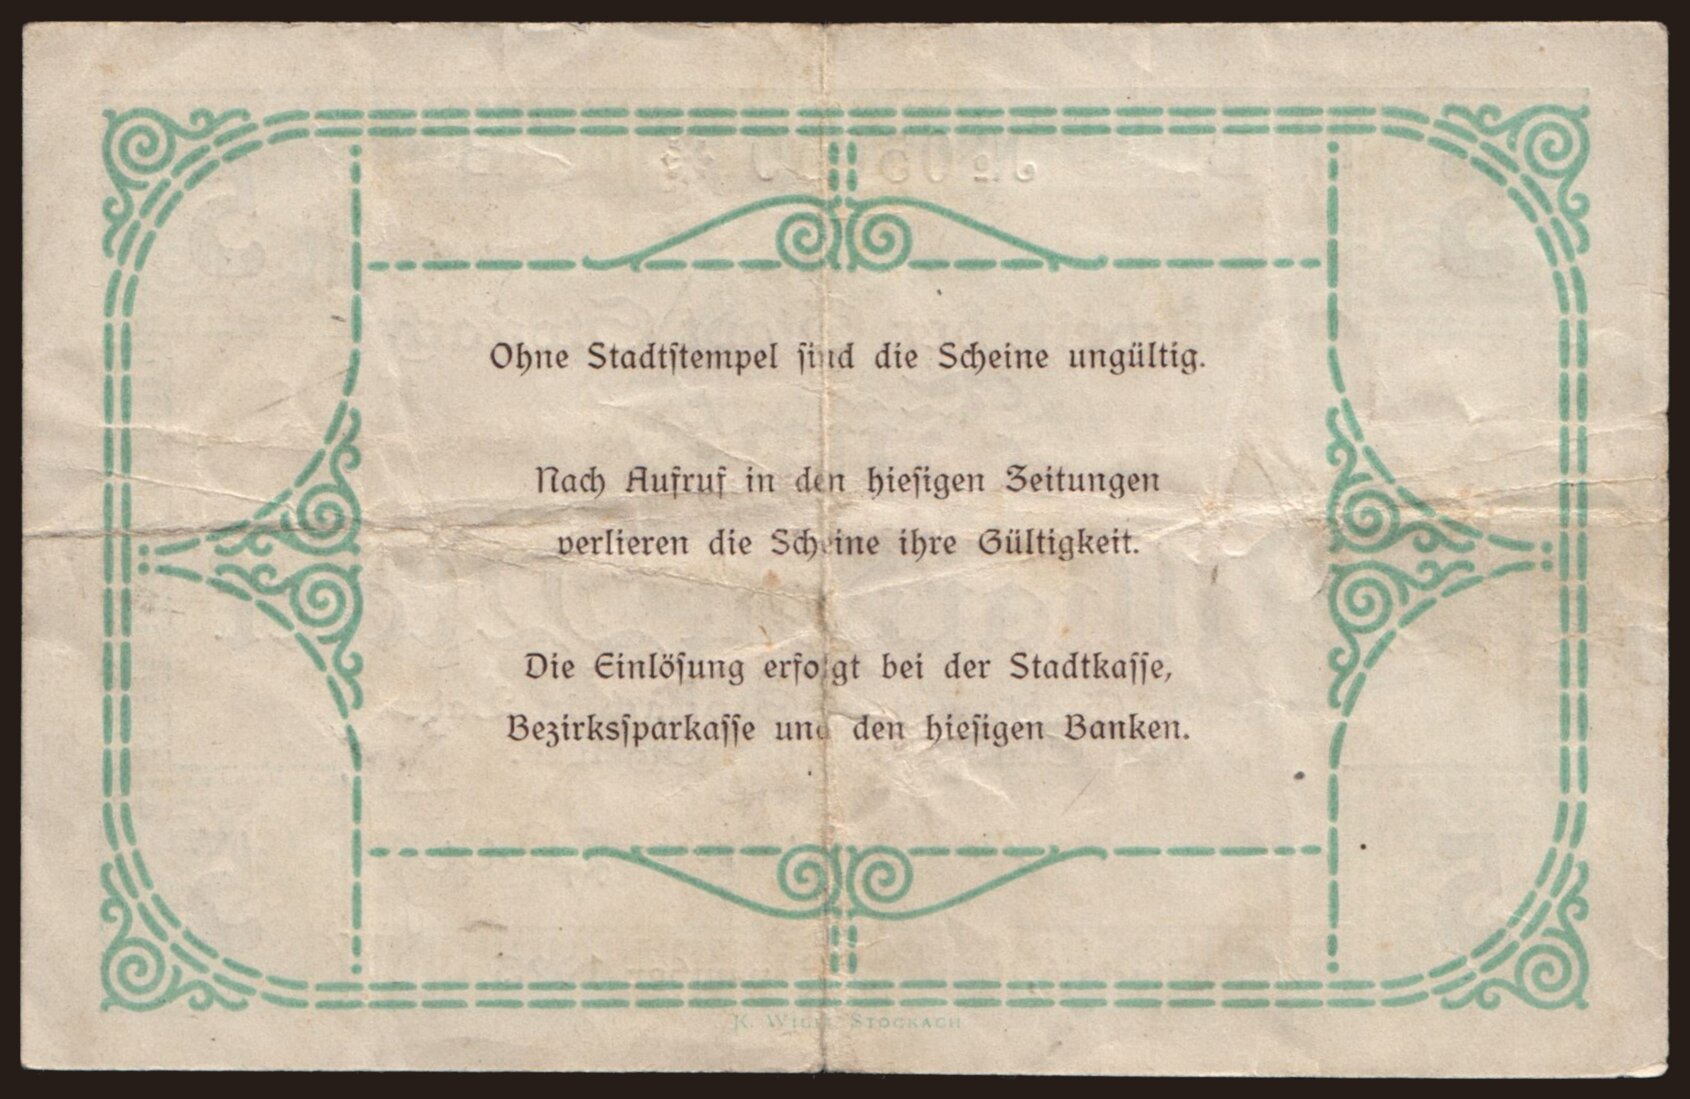 Ohne Stadtſtempel ſind die Scheine ungültig.
Nach Aufruf in den hieſigen Zeitungen
verlieren die Scheine ihre Gültigkeit.
Die Einlöſung erfolgt bei der Stadtkaſſe,
Bezirksſparkaſſe und den hieſigen Banken.
K. Stockach